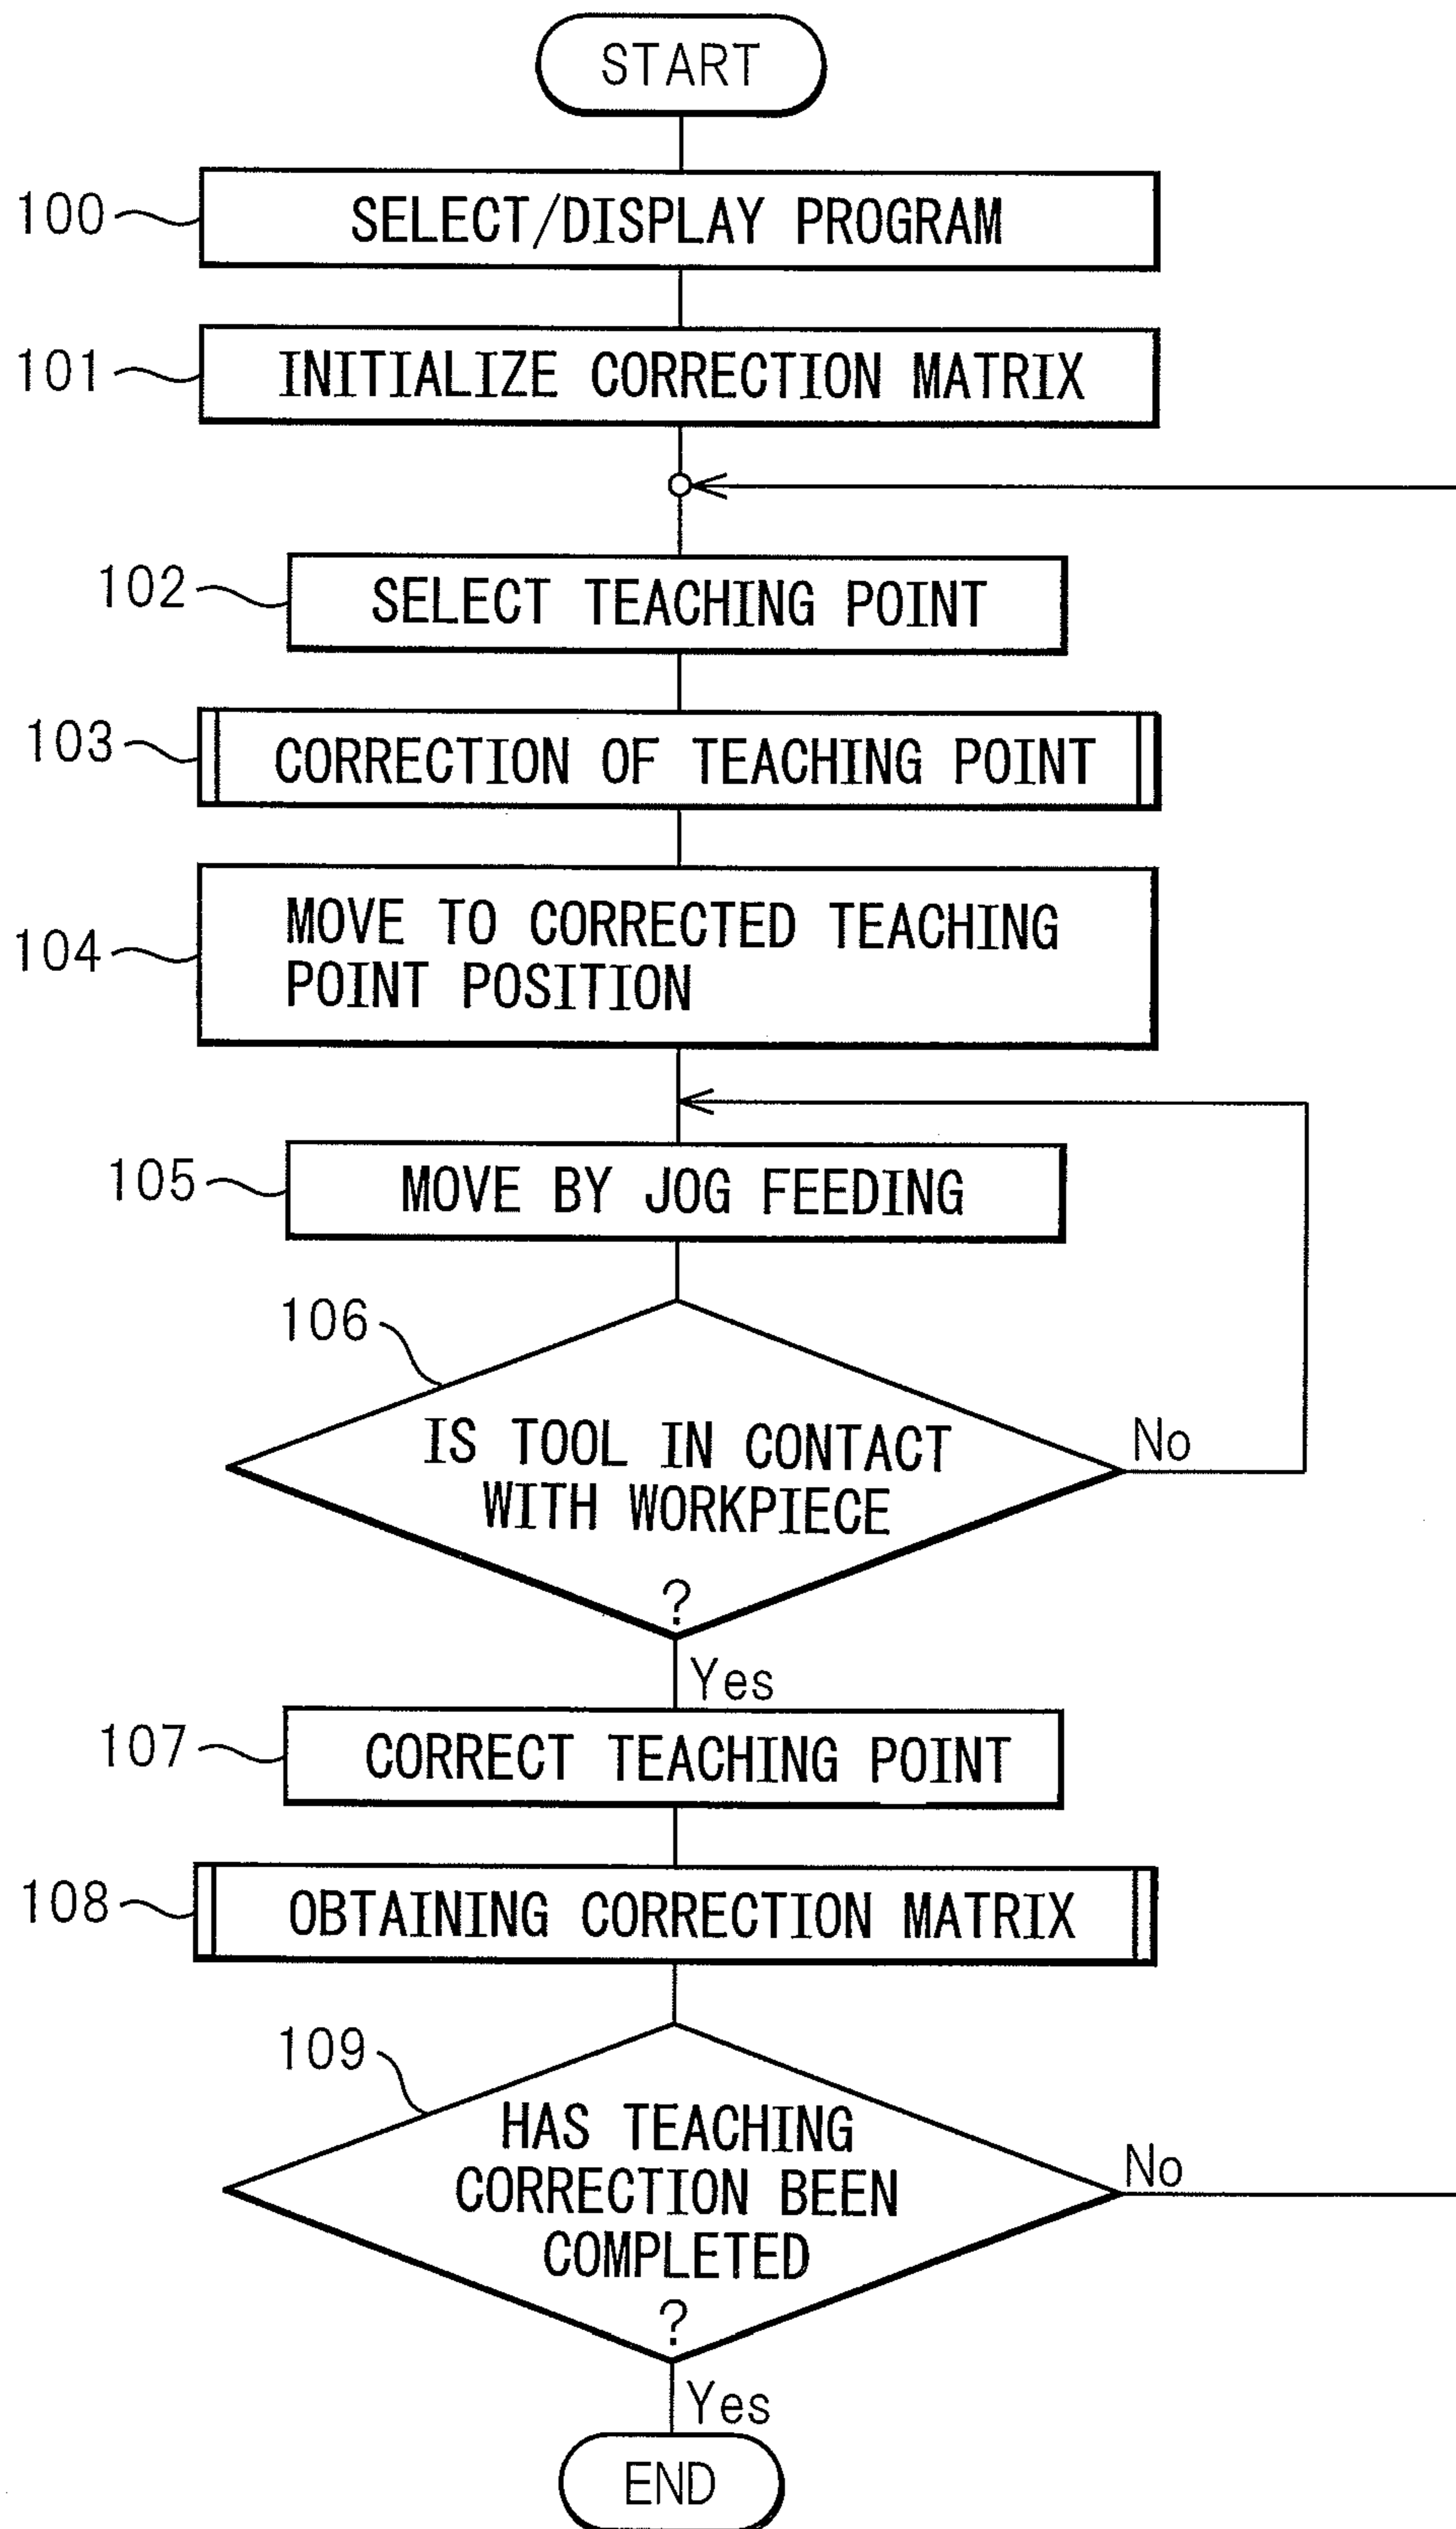 START
100
SELECT/DISPLAY PROGRAM
101
INITIALIZE CORRECTION MATRIX
102
SELECT TEACHING POINT
103
CORRECTION OF TEACHING POINT
104
MOVE TO CORRECTED TEACHING
POINT POSITION
105
MOVE BY JOG FEEDING
106
IS TOOL IN CONTACT
WITH WORKPIECE
?
No
Yes
107
CORRECT TEACHING POINT
108
OBTAINING CORRECTION MATRIX
109
HAS TEACHING
CORRECTION BEEN
COMPLETED
?
No
Yes
END